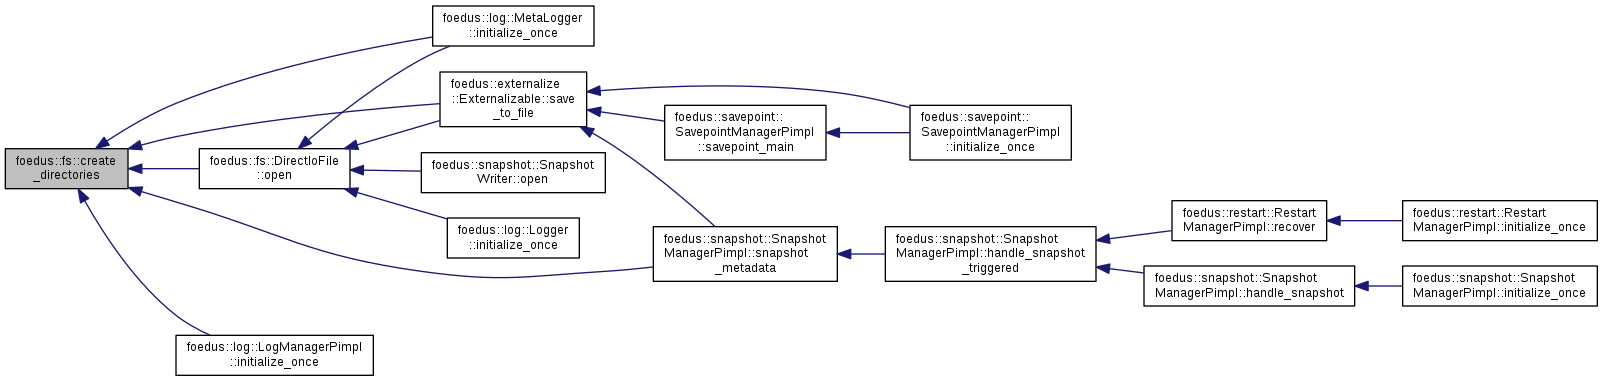 foedus::log::MetaLogger
::initialize_once
foedus::externalize
::Externalizable::save
_to_file
foedus::savepoint::
SavepointManagerPimpl
::savepoint_main
foedus::savepoint::
SavepointManagerPimpl
::initialize_once
foedus::fs::create
_directories
foedus::fs::DirectIoFile
::open
foedus::snapshot::Snapshot
Writer::open
foedus::log::Logger
::initialize_once
foedus::snapshot::Snapshot
ManagerPimpl::snapshot
_metadata
foedus::snapshot::Snapshot
ManagerPimpl::handle_snapshot
_triggered
foedus::restart::Restart
ManagerPimpl::recover
foedus::restart::Restart
ManagerPimpl::initialize_once
foedus::snapshot::Snapshot
ManagerPimpl::handle_snapshot
foedus::snapshot::Snapshot
ManagerPimpl::initialize_once
foedus::log::LogManagerPimpl
::initialize_once